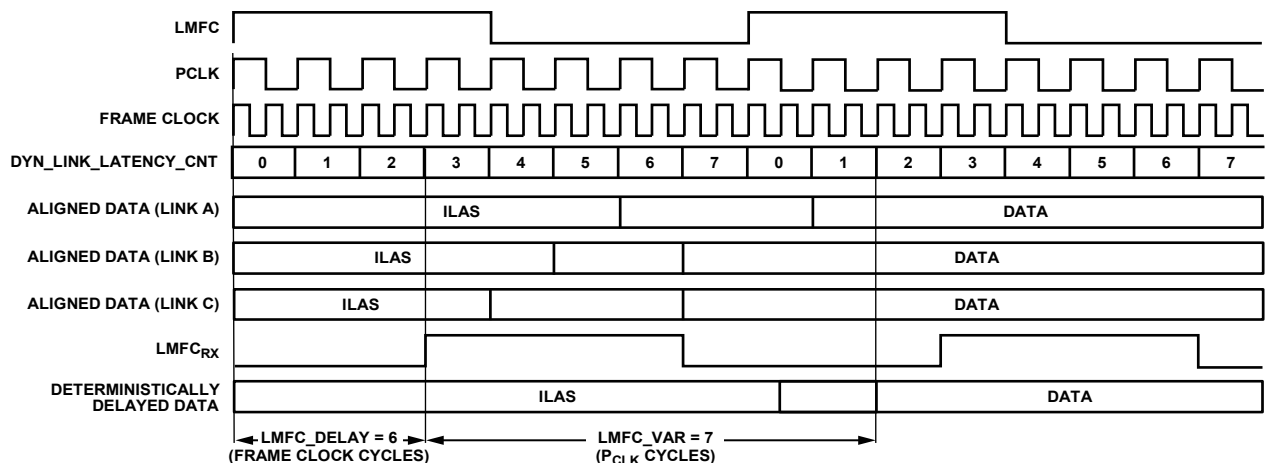 LMFC
PCLK
FRAME CLOCK
DYN_LINK_LATENCY_CNT 0 1 2 3 4 5 6 7 0 1 2 3 4 5 6 7
ALIGNED DATA (LINK A) ILAS DATA
ALIGNED DATA (LINK B) ILAS DATA
ALIGNED DATA (LINK C) ILAS DATA
LMFCRX
DETERMINISTICALLY
DELAYED DATA
ILAS DATA
LMFC_DELAY = 6
(FRAME CLOCK CYCLES)
LMFC_VAR = 7
(PCLK CYCLES)